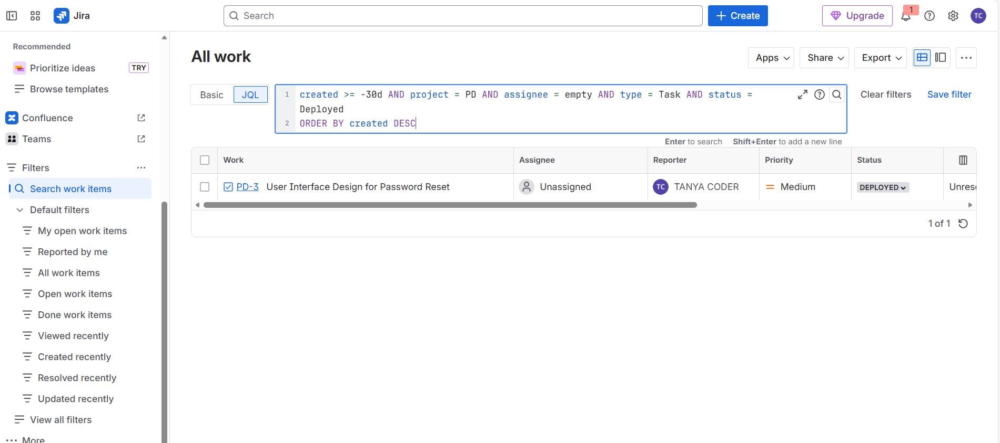 Jira
Search
Create
Upgrade
1
TC
Recommended
Prioritize ideas
TRY
Browse templates
Confluence
Teams
Filters
Search work items
Default filters
My open work items
Reported by me
All work items
Open work items
Done work items
Viewed recently
Created recently
Resolved recently
Updated recently
View all filters
More
All work
Apps
Share
Export
Basic
JQL
1 created >= -30d AND project = PD AND assignee = empty AND type = Task AND status =
Deployed
2 ORDER BY created DESC
Clear filters
Save filter
Enter to search Shift+Enter to add a new line
Work Assignee Reporter Priority Status
PD-3 User Interface Design for Password Reset Unassigned TC TANYA CODER Medium DEPLOYED Unres
1 of 1